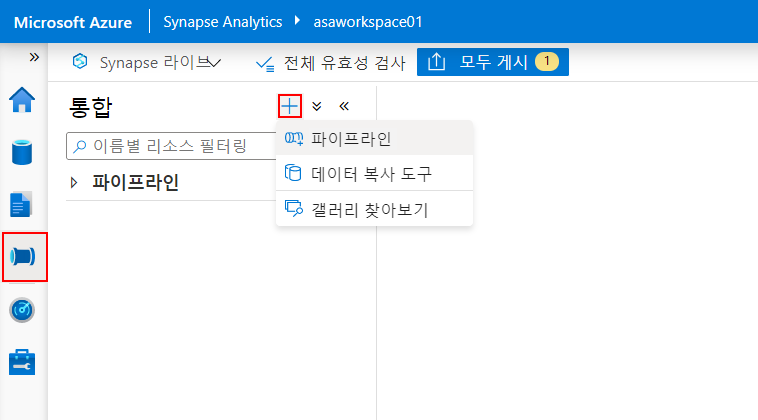 Microsoft Azure Synapse Analytics asaworkspace01
» Synapse 라이브 전체 유효성 검사 모두 게시 1
통합
이름별 리소스 필터링
파이프라인
파이프라인
데이터 복사 도구
갤러리 찾아보기